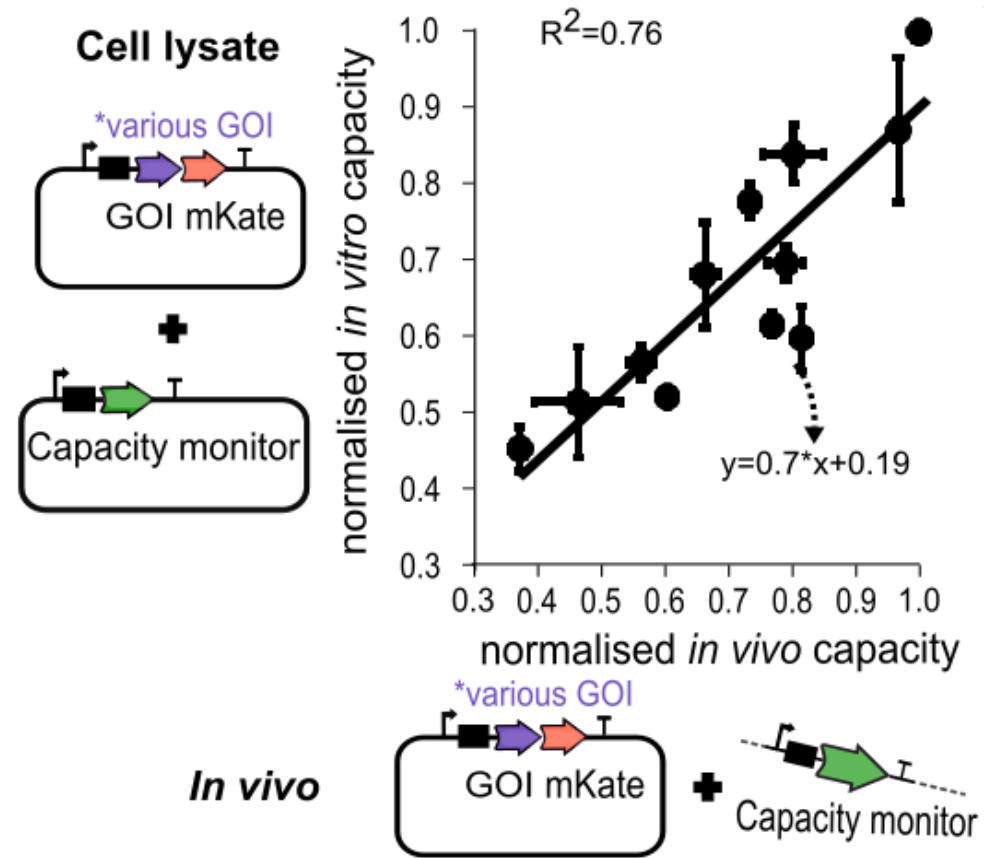 Cell lysate
*various GOI
GOI mKate
Capacity monitor
normalised in vitro capacity
R2=0.76
1.0
0.9
0.8
0.7
0.6
0.5
0.4
0.3
y=0.7*x+0.19
0.3 0.4 0.5 0.6 0.7 0.8 0.9 1.0
normalised in vivo capacity
In vivo
*various GOI
GOI mKate
Capacity monitor